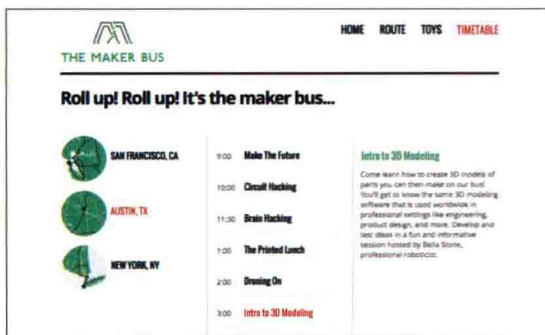 THE MAKER BUS
HOME ROUTE TOYS TIMETABLE
Roll up! Roll up! It's the maker bus...
SAN FRANCISCO, CA
AUSTIN, TX
NEW YORK, NY
9:00 Make The Future
10:00 Circuit Hacking
11:30 Brain Hacking
1:00 The Printed Lunch
2:00 Droning On
3:00 Intro to 3D Modeling
Intro to 3D Modeling
Come learn how to create 3D models of
parts you can then make on our bus!
You'll get to know the same 3D modeling
software that is used worldwide in
professional settings like engineering,
product design, and more. Develop and
test ideas in a fun and informative
session hosted by Bella Stone,
professional roboticist.